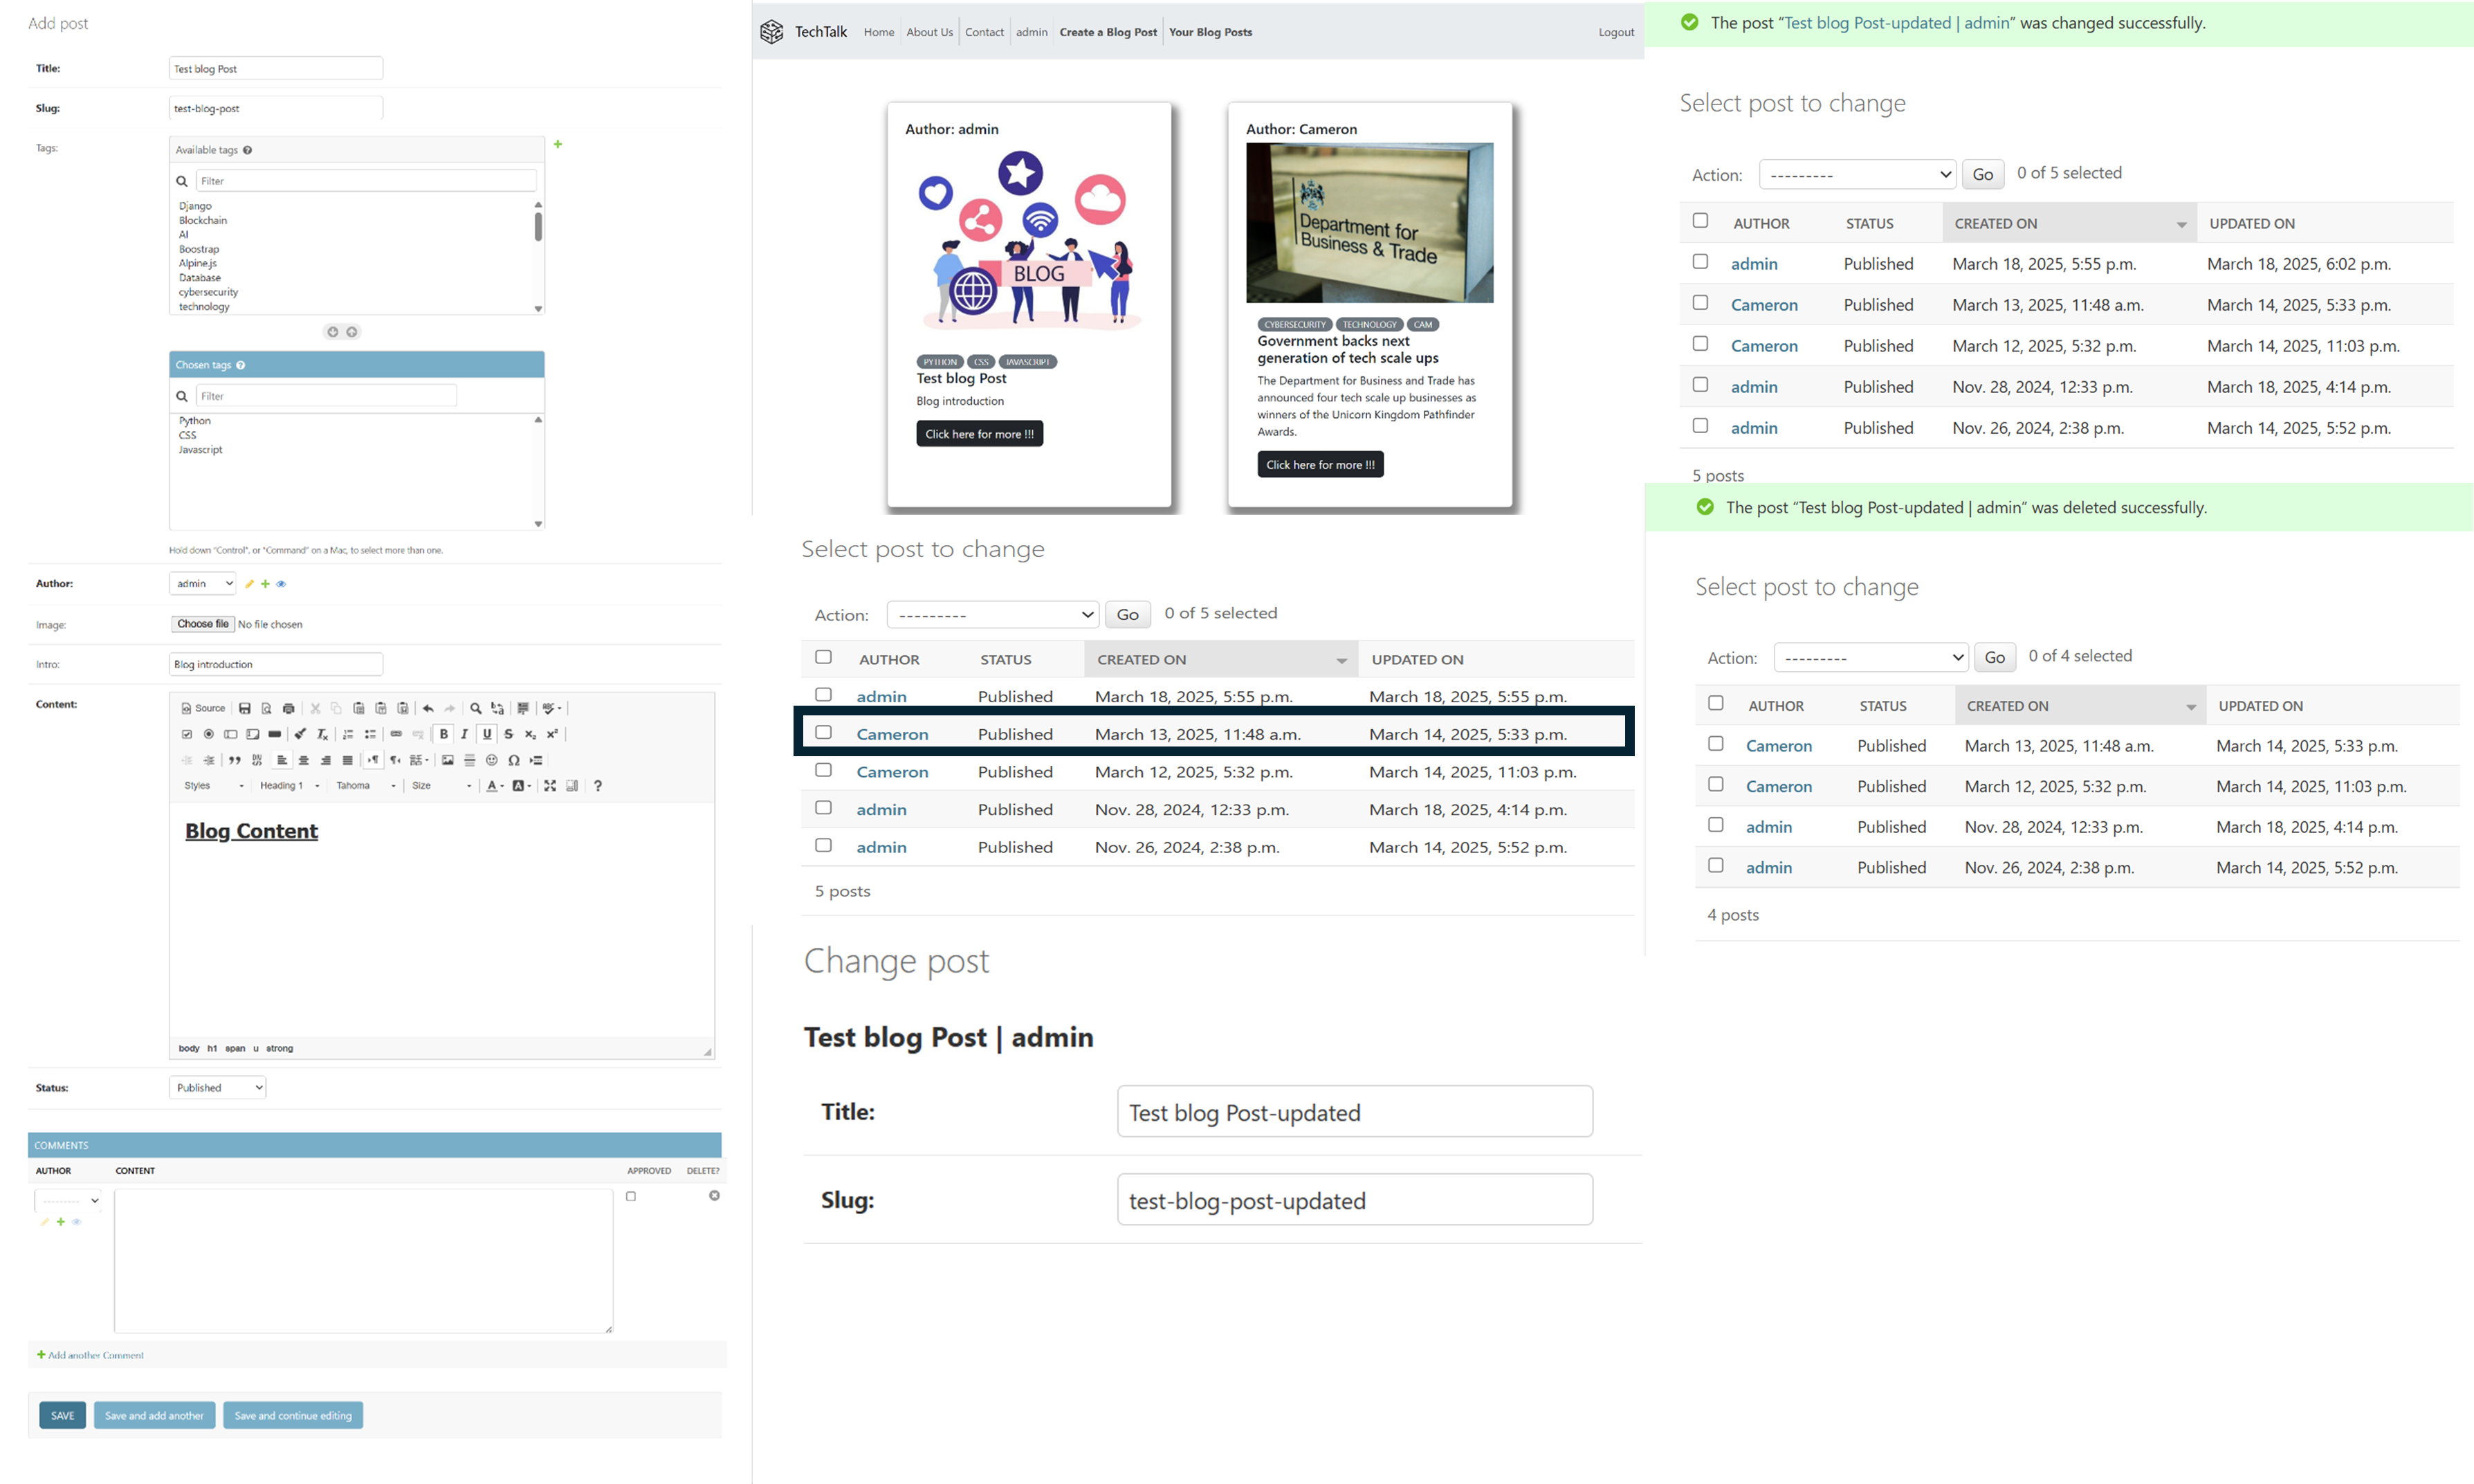 Add post
Title: Test blog Post
Slug: test-blog-post
Tags:
Available tags
Filter
Django
Blockchain
AI
Boostrap
Alpine.js
Database
cybersecurity
technology
Chosen tags
Filter
Python
CSS
Javascript
Hold down "Control", or "Command" on a Mac, to select more than one.
Author: admin
Image: Choose file No file chosen
Intro: Blog introduction
Content:
Source
Styles Heading 1 Tahoma Size
Blog Content
body h1 span u strong
Status: Published
COMMENTS
AUTHOR CONTENT APPROVED DELETE?
---------
Add another Comment
SAVE Save and add another Save and continue editing
TechTalk Home About Us Contact admin Create a Blog Post Your Blog Posts Logout
Author: admin
BLOG
PYTHON CSS JAVASCRIPT
Test blog Post
Blog introduction
Click here for more !!!
Author: Cameron
Department for
Business & Trade
CYBERSECURITY TECHNOLOGY CAM
Government backs next
generation of tech scale ups
The Department for Business and Trade has
announced four tech scale up businesses as
winners of the Unicorn Kingdom Pathfinder
Awards.
Click here for more !!!
Select post to change
Action: --------- Go 0 of 5 selected
AUTHOR STATUS CREATED ON UPDATED ON
admin Published March 18, 2025, 5:55 p.m. March 18, 2025, 5:55 p.m.
Cameron Published March 13, 2025, 11:48 a.m. March 14, 2025, 5:33 p.m.
Cameron Published March 12, 2025, 5:32 p.m. March 14, 2025, 11:03 p.m.
admin Published Nov. 28, 2024, 12:33 p.m. March 18, 2025, 4:14 p.m.
admin Published Nov. 26, 2024, 2:38 p.m. March 14, 2025, 5:52 p.m.
5 posts
Change post
Test blog Post | admin
Title: Test blog Post-updated
Slug: test-blog-post-updated
The post “Test blog Post-updated | admin” was changed successfully.
Select post to change
Action: --------- Go 0 of 5 selected
AUTHOR STATUS CREATED ON UPDATED ON
admin Published March 18, 2025, 5:55 p.m. March 18, 2025, 6:02 p.m.
Cameron Published March 13, 2025, 11:48 a.m. March 14, 2025, 5:33 p.m.
Cameron Published March 12, 2025, 5:32 p.m. March 14, 2025, 11:03 p.m.
admin Published Nov. 28, 2024, 12:33 p.m. March 18, 2025, 4:14 p.m.
admin Published Nov. 26, 2024, 2:38 p.m. March 14, 2025, 5:52 p.m.
5 posts
The post “Test blog Post-updated | admin” was deleted successfully.
Select post to change
Action: --------- Go 0 of 4 selected
AUTHOR STATUS CREATED ON UPDATED ON
Cameron Published March 13, 2025, 11:48 a.m. March 14, 2025, 5:33 p.m.
Cameron Published March 12, 2025, 5:32 p.m. March 14, 2025, 11:03 p.m.
admin Published Nov. 28, 2024, 12:33 p.m. March 18, 2025, 4:14 p.m.
admin Published Nov. 26, 2024, 2:38 p.m. March 14, 2025, 5:52 p.m.
4 posts